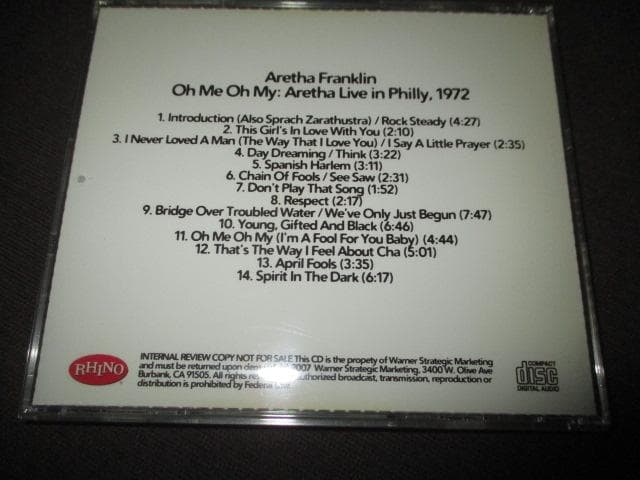 Aretha Franklin
Oh Me Oh My: Aretha Live in Philly, 1972
1. Introduction (Also Sprach Zarathustra) / Rock Steady (4:27)
2. This Girl's In Love With You (2:10)
3. I Never Loved A Man (The Way That I Love You) / I Say A Little Prayer (2:35)
4. Day Dreaming / Think (3:22)
5. Spanish Harlem (3:11)
6. Chain Of Fools / See Saw (2:31)
7. Don't Play That Song (1:52)
8. Respect (2:17)
9. Bridge Over Troubled Water / We've Only Just Begun (7:47)
10. Young, Gifted And Black (6:46)
11. Oh Me Oh My (I'm A Fool For You Baby) (4:44)
12. That's The Way I Feel About Cha (5:01)
13. April Fools (3:35)
14. Spirit In The Dark (6:17)
RHINO
INTERNAL REVIEW COPY NOT FOR SALE This CD is the propety of Warner Strategic Marketing
and must be returned upon 2007 Warner Strategic Marketing, 3400 W. Olive Ave
Burbank, CA 91505. All rights broadcast, transmission, reproduction or
distribution is prohibited by Federal
COMPACT
disc
DIGITAL AUDIO